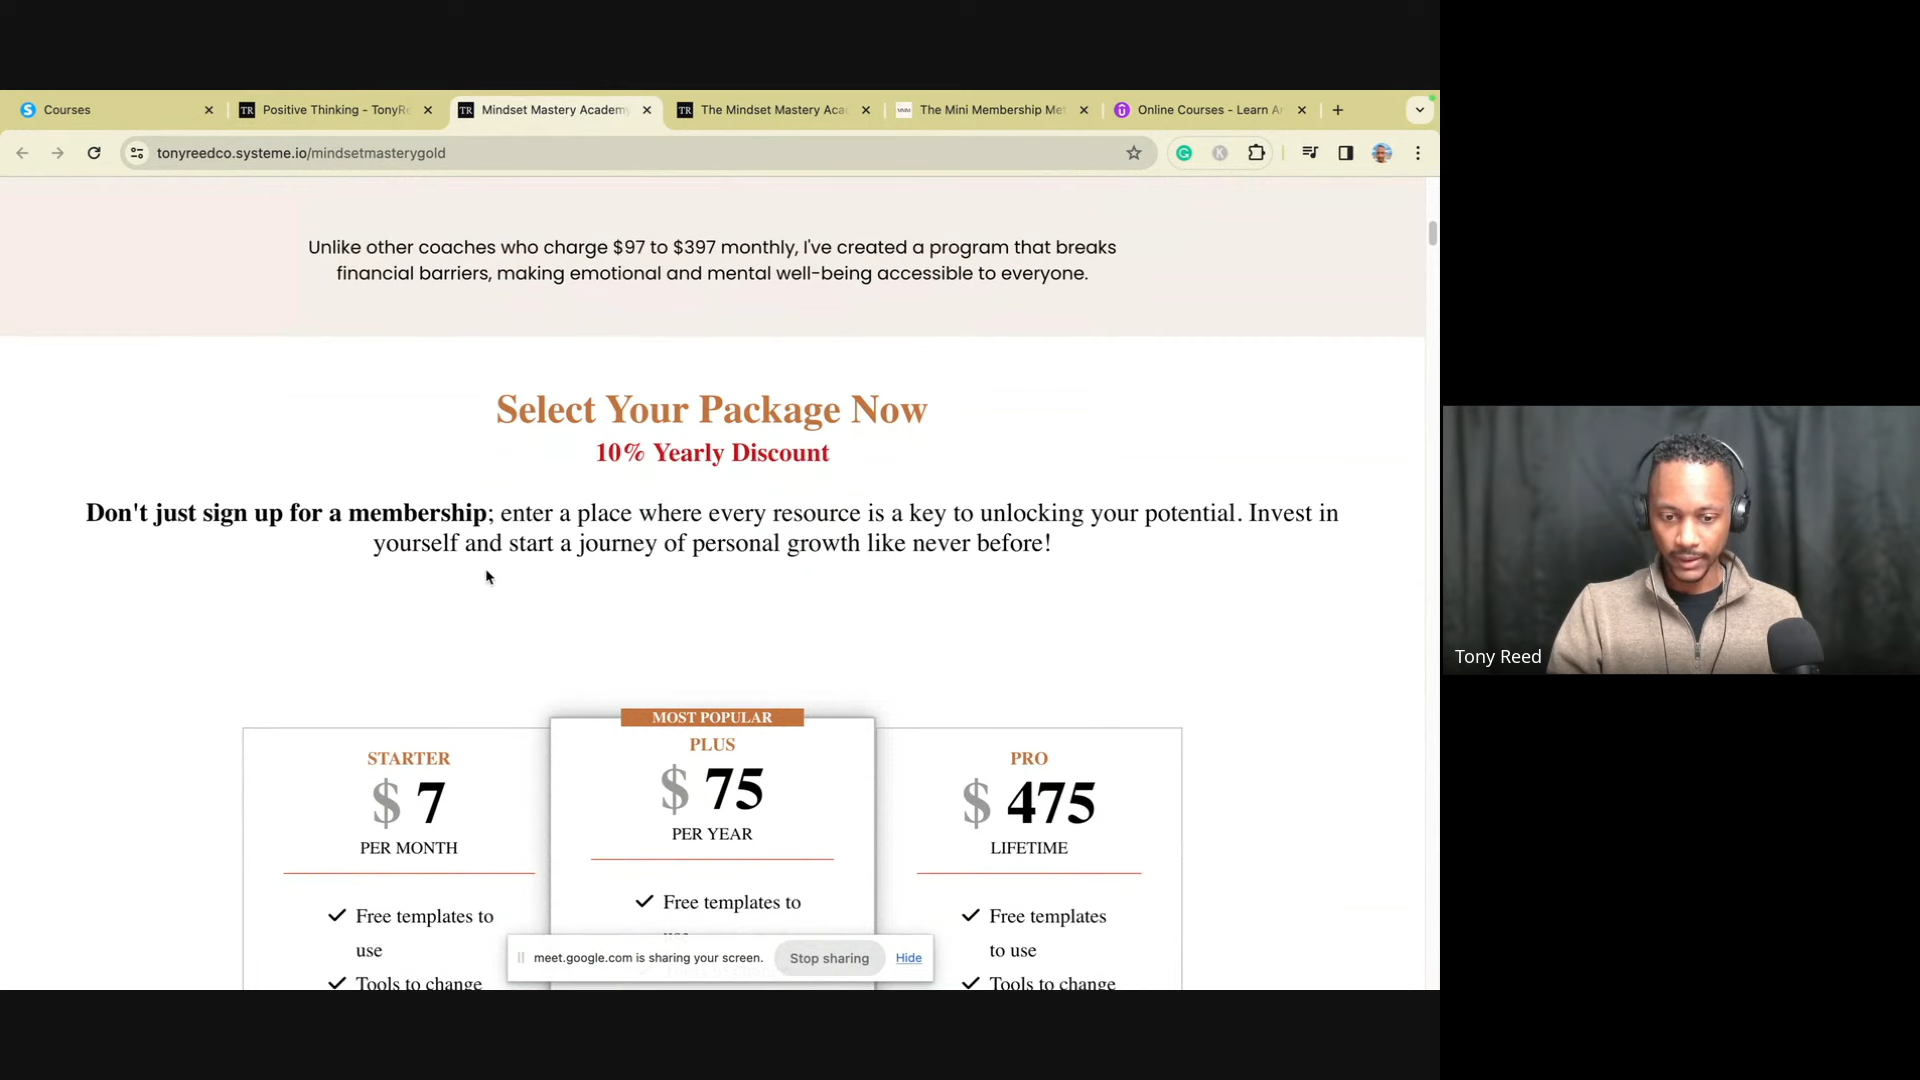 Courses
Positive Thinking - TonyRe
Mindset Mastery Academy
The Mindset Mastery Aca
The Mini Membership Met
Online Courses - Learn A
tonyreedco.systeme.io/mindsetmasterygold
Unlike other coaches who charge $97 to $397 monthly, I've created a program that breaks
financial barriers, making emotional and mental well-being accessible to everyone.
Select Your Package Now
10% Yearly Discount
Don't just sign up for a membership; enter a place where every resource is a key to unlocking your potential. Invest in
yourself and start a journey of personal growth like never before!
STARTER
$ 7
PER MONTH
Free templates to
use
Tools to change
MOST POPULAR
PLUS
$ 75
PER YEAR
Free templates to
PRO
$ 475
LIFETIME
Free templates
to use
Tools to change
meet.google.com is sharing your screen.
Stop sharing
Hide
Tony Reed